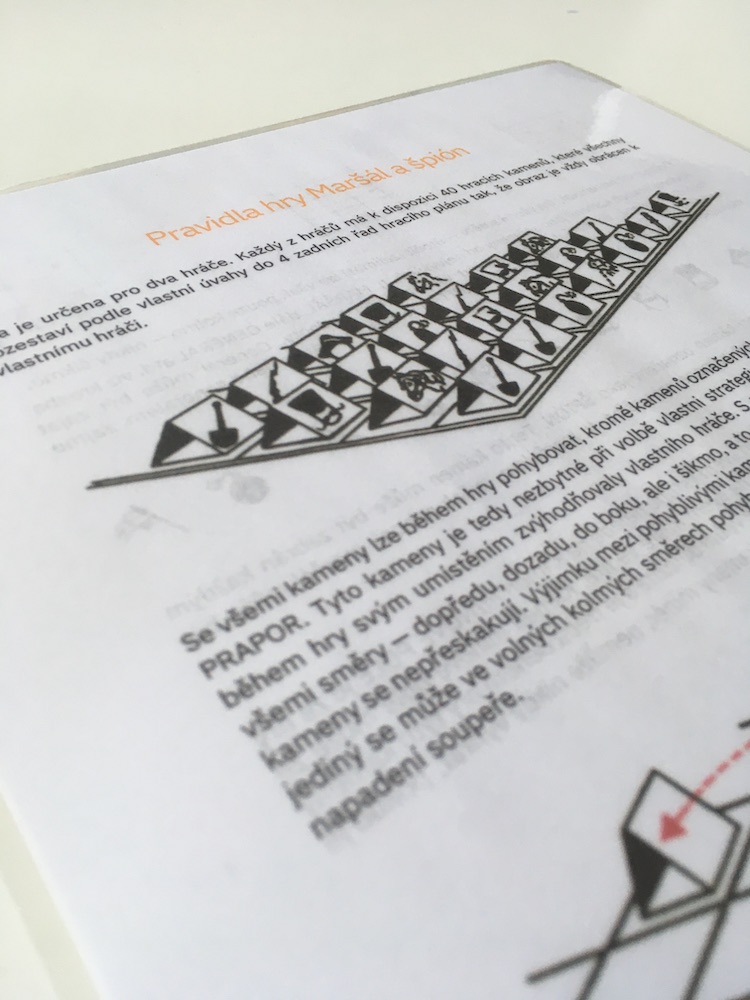 Pravidla hry Maršál a špión
a je určena pro dva hráče. Každý z hráčů má k dispozici 40 hracích kamenů, které všechny
ozestaví podle vlastní úvahy do 4 zadních řad hracího plánu tak, že obraz je vždy obrácen k
vlastnímu hráči.
Se všemi kameny lze během hry pohybovat, kromě kamenů označených
PRAPOR. Tyto kameny je tedy nezbytné při volbě vlastní strategi
během hry svým umístěním zvýhodňovaly vlastního hráče. S
všemi směry – dopředu, dozadu, do boku, ale i šikmo, a to
kameny se nepřeskakují. Výjimku mezi pohyblivými
jediný se může ve volných kolmých směrech
napadení soupeře.